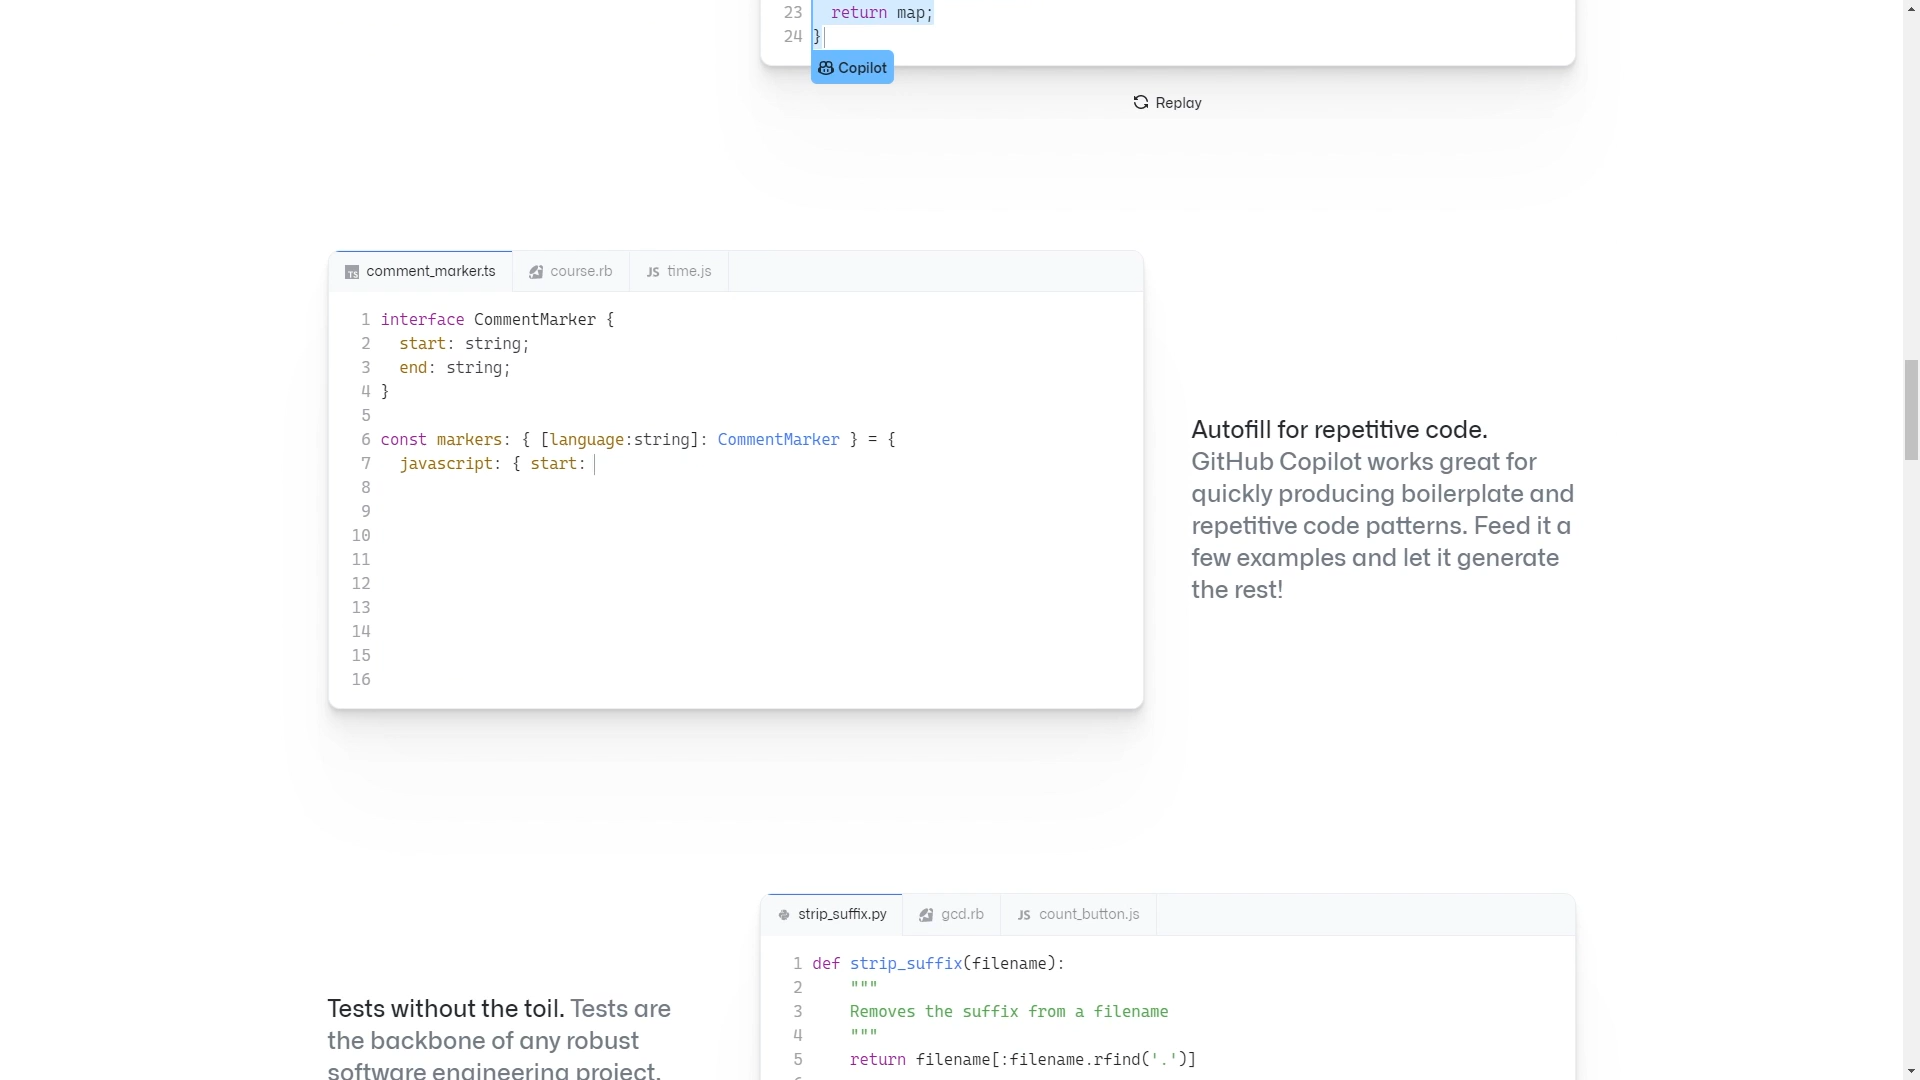 23 return map;
24 }
Copilot
Replay
comment_marker.ts course.rb JS time.js
1 interface CommentMarker {
2 start: string;
3 end: string;
4 }
5
6 const markers: { [language:string]: CommentMarker } = {
7 javascript: { start:
8
9
10
11
12
13
14
15
16
Autofill for repetitive code.
GitHub Copilot works great for
quickly producing boilerplate and
repetitive code patterns. Feed it a
few examples and let it generate
the rest!
Tests without the toil. Tests are
the backbone of any robust
software engineering project.
strip_suffix.py gcd.rb JS count_button.js
1 def strip_suffix(filename):
2 """
3 Removes the suffix from a filename
4 """
5 return filename[:filename.rfind('.')]